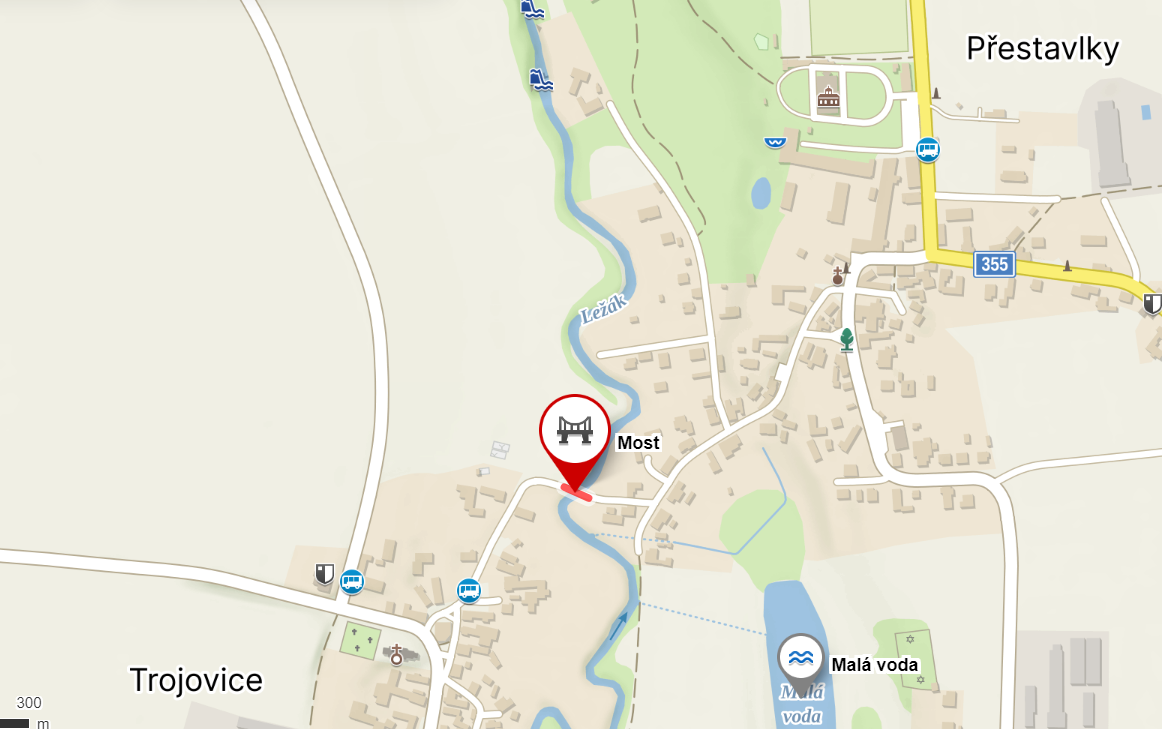 Přestavlky
355
Ležák
Most
Malá voda
Malá
voda
Trojovice
300
m